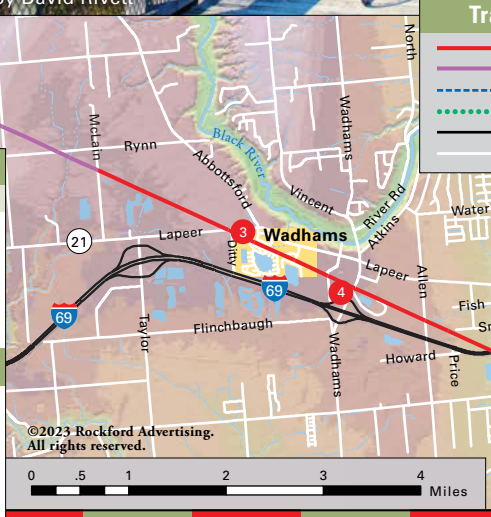 by David Rivett
Tra
North
McLain
Rynn
Black River
Abbottsford
Wadhams
Vincent
River Rd
Atkins
Water
21
Lapeer
3
Wadhams
Ditty
Lapeer
Allen
69
4
69
Fish
Taylor
Flinchbaugh
Wadhams
Howard
Price
©2023 Rockford Advertising.
All rights reserved.
0 .5 1 2 3 4
Miles